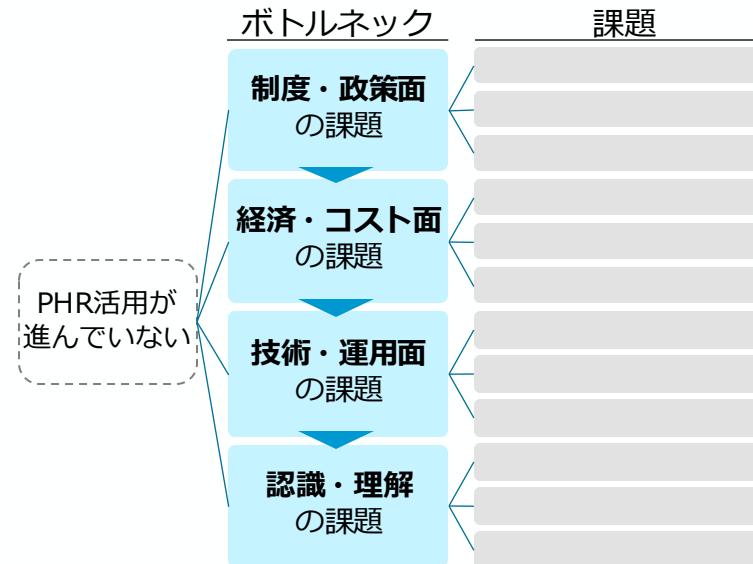 ボトルネック
課題
制度・政策面
の課題
経済・コスト面
の課題
PHR活用が
進んでいない
技術・運用面
の課題
認識・理解
の課題